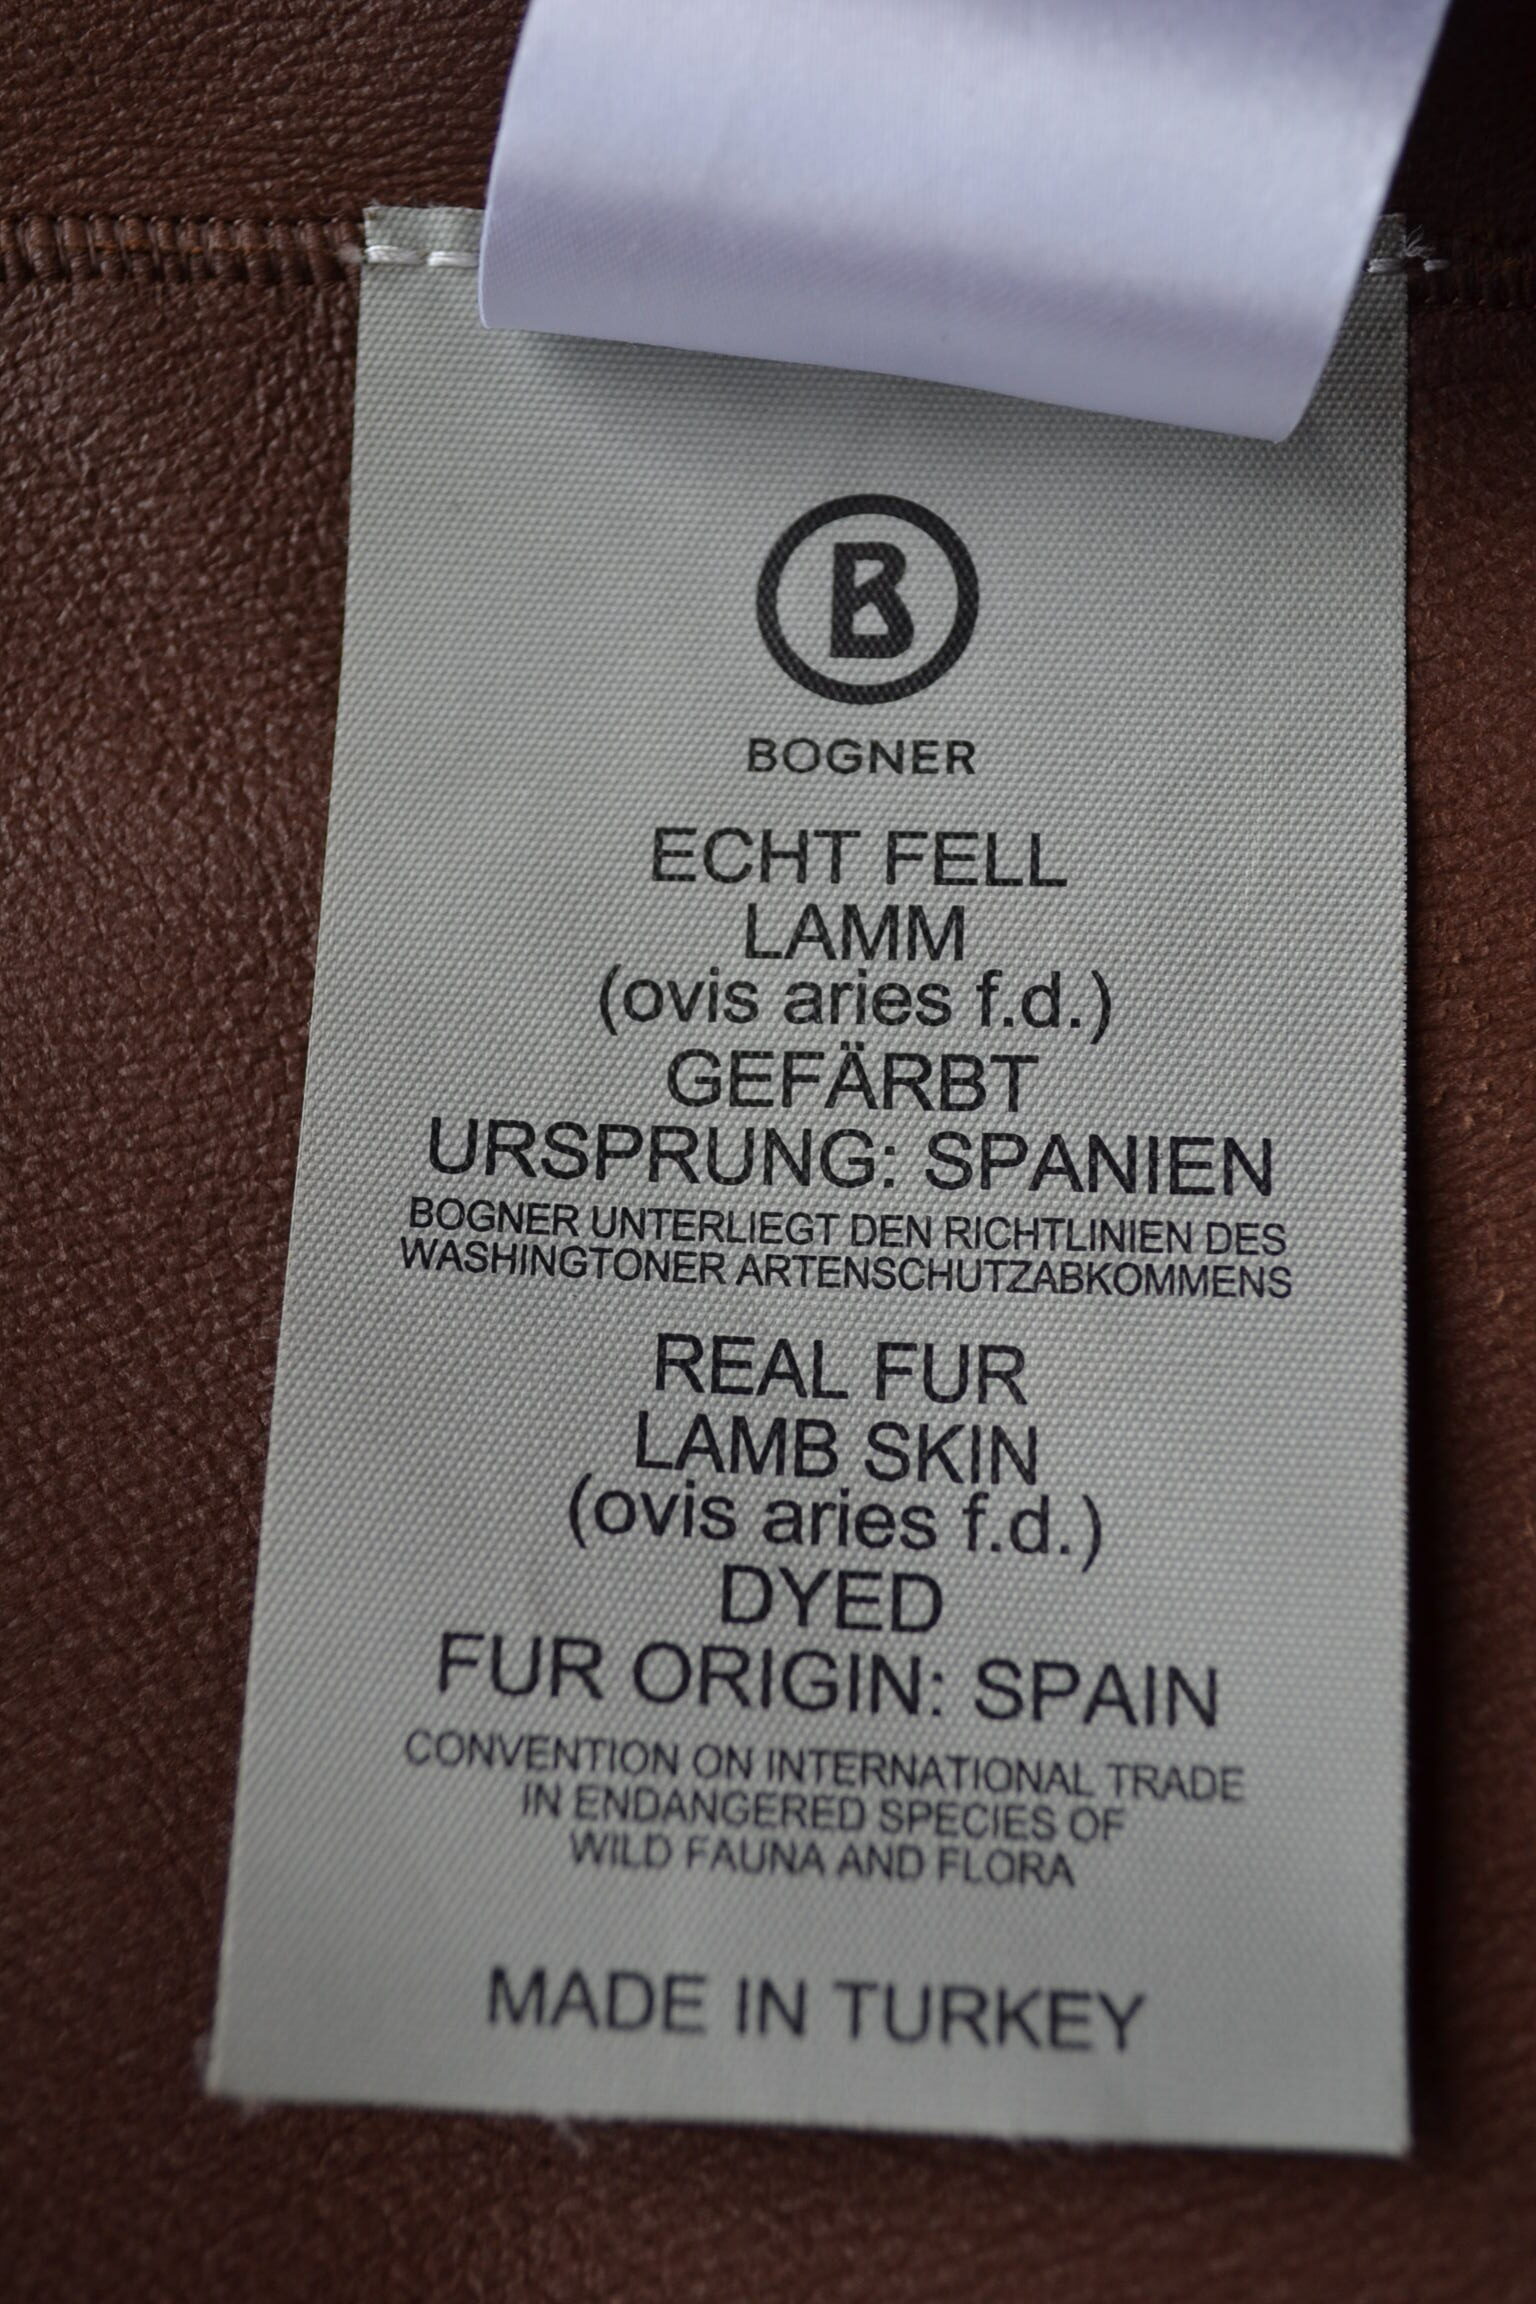 B
BOGNER
ECHT FELL
LAMM
(ovis aries f.d.)
GEFÄRBT
URSPRUNG: SPANIEN
BOGNER UNTERLIEGT DEN RICHTLINIEN DES
WASHINGTONER ARTENSCHUTZABKOMMENS
REAL FUR
LAMB SKIN
(ovis aries f.d.)
DYED
FUR ORIGIN: SPAIN
CONVENTION ON INTERNATIONAL TRADE
IN ENDANGERED SPECIES OF
WILD FAUNA AND FLORA
MADE IN TURKEY